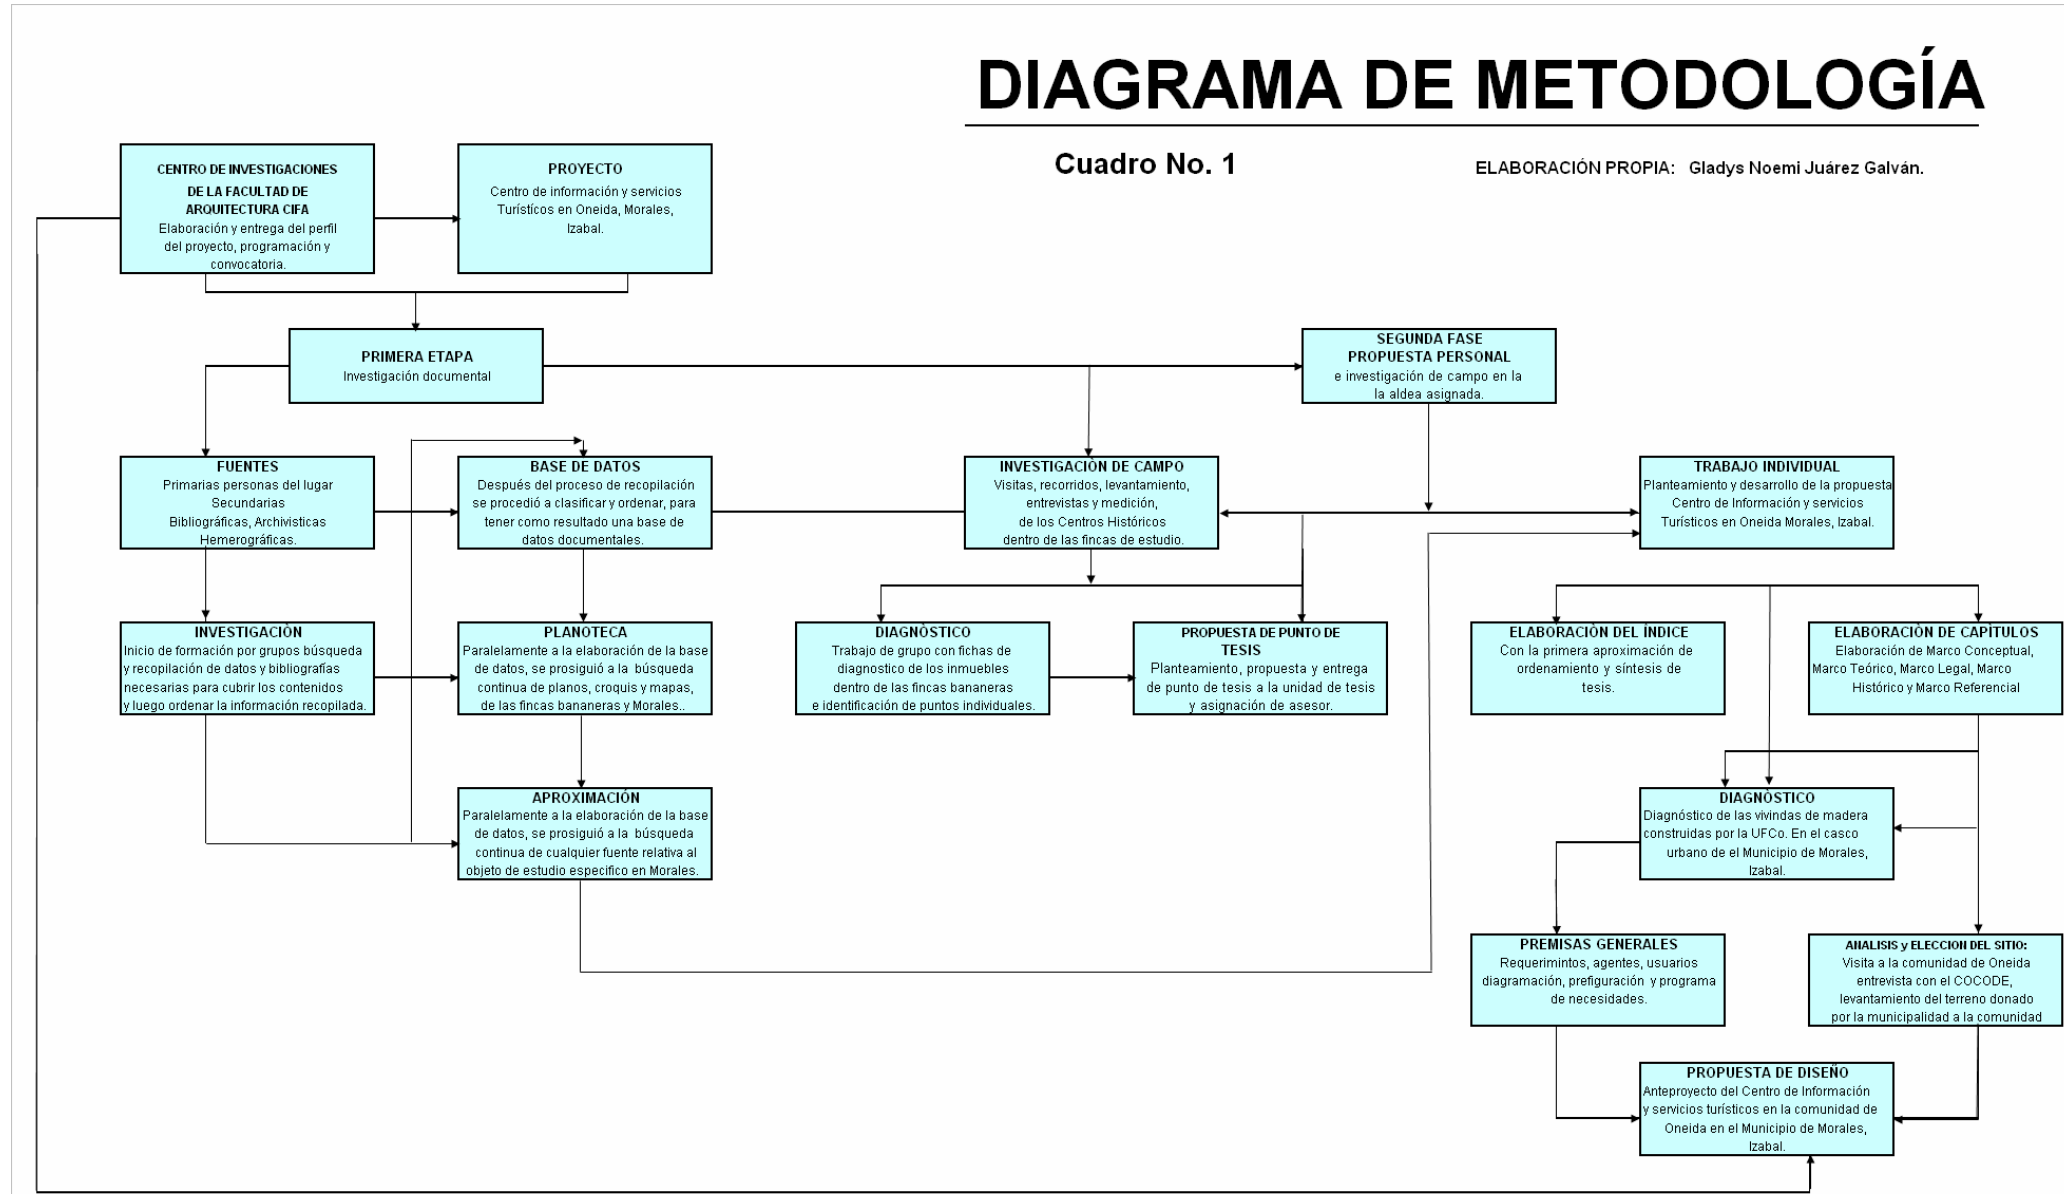 DIAGRAMA DE METODOLOGÍA
Cuadro No. 1
ELABORACIÓN PROPIA: Gladys Noemi Juárez Galván.
CENTRO DE INVESTIGACIONES
DE LA FACULTAD DE
ARQUITECTURA CIFA
Elaboración y entrega del perfil
del proyecto, programación y
convocatoria.
PROYECTO
Centro de información y servicios
Turístícos en Oneida, Morales,
Izabal.
PRIMERA ETAPA
Investigación documental
SEGUNDA FASE
PROPUESTA PERSONAL
e investigación de campo en la
la aldea asignada.
FUENTES
Primarias personas del lugar
Secundarias
Bibliográficas, Archivisticas
Hemerográficas.
BASE DE DATOS
Después del proceso de recopilación
se procedió a clasificar y ordenar, para
tener como resultado una base de
datos documentales.
INVESTIGACIÓN DE CAMPO
Visitas, recorridos, levantamiento,
entrevistas y medición,
de los Centros Históricos
dentro de las fincas de estudio.
TRABAJO INDIVIDUAL
Planteamiento y desarrollo de la propuesta
Centro de Información y servicios
Turísticos en Oneida Morales, Izabal.
INVESTIGACIÓN
Inicio de formación por grupos búsqueda
y recopilación de datos y bibliografías
necesarias para cubrir los contenidos
y luego ordenar la información recopilada.
PLANOTECA
Paralelamente a la elaboración de la base
de datos, se prosiguió a la búsqueda
continua de planos, croquis y mapas,
de las fincas bananeras y Morales..
DIAGNÓSTICO
Trabajo de grupo con fichas de
diagnostico de los inmuebles
dentro de las fincas bananeras
e identificación de puntos individuales.
PROPUESTA DE PUNTO DE
TESIS
Planteamiento, propuesta y entrega
de punto de tesis a la unidad de tesis
y asignación de asesor.
ELABORACIÓN DEL ÍNDICE
Con la primera aproximación de
ordenamiento y síntesis de
tesis.
ELABORACIÓN DE CAPÍTULOS
Elaboración de Marco Conceptual,
Marco Teórico, Marco Legal, Marco
Histórico y Marco Referencial
APROXIMACIÓN
Paralelamente a la elaboración de la base
de datos, se prosiguió a la búsqueda
continua de cualquier fuente relativa al
objeto de estudio especifico en Morales.
DIAGNÓSTICO
Diagnóstico de las vivindas de madera
construidas por la UFCo. En el casco
urbano de el Municipio de Morales,
Izabal.
PREMISAS GENERALES
Requerimintos, agentes, usuarios
diagramación, prefiguración y programa
de necesidades.
ANALISIS y ELECCION DEL SITIO:
Visita a la comunidad de Oneida
entrevista con el COCODE,
levantamiento del terreno donado
por la municipalidad a la comunidad
PROPUESTA DE DISEÑO
Anteproyecto del Centro de Información
y servicios turísticos en la comunidad de
Oneida en el Municipio de Morales,
Izabal.